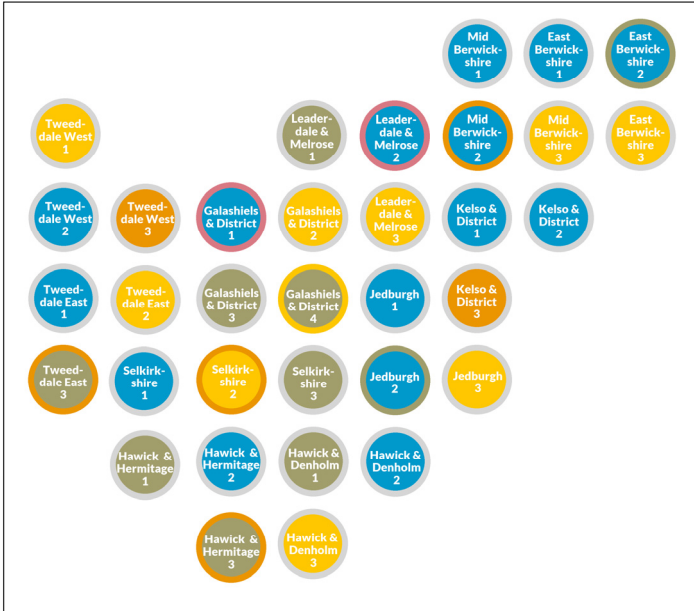 Mid
Berwick-
shire
1
East
Berwick-
shire
1
East
Berwick-
shire
2
Tweed-
dale West
1
Leader-
dale &
Melrose
1
Leader-
dale &
Melrose
2
Mid
Berwick-
shire
2
Mid
Berwick-
shire
3
East
Berwick-
shire
3
Tweed-
dale West
2
Tweed-
dale West
3
Galashiels
& District
1
Galashiels
& District
2
Leader-
dale &
Melrose
3
Kelso &
District
1
Kelso &
District
2
Tweed-
dale East
1
Tweed-
dale East
2
Galashiels
& District
3
Galashiels
& District
4
Jedburgh
1
Kelso &
District
3
Tweed-
dale East
3
Selkirk-
shire
1
Selkirk-
shire
2
Selkirk-
shire
3
Jedburgh
2
Jedburgh
3
Hawick &
Hermitage
1
Hawick &
Hermitage
2
Hawick &
Denholm
1
Hawick &
Denholm
2
Hawick &
Hermitage
3
Hawick &
Denholm
3